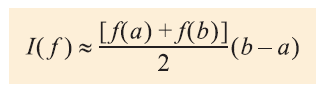 I(f) ≈ [f(a) + f(b)] / 2 (b – a)